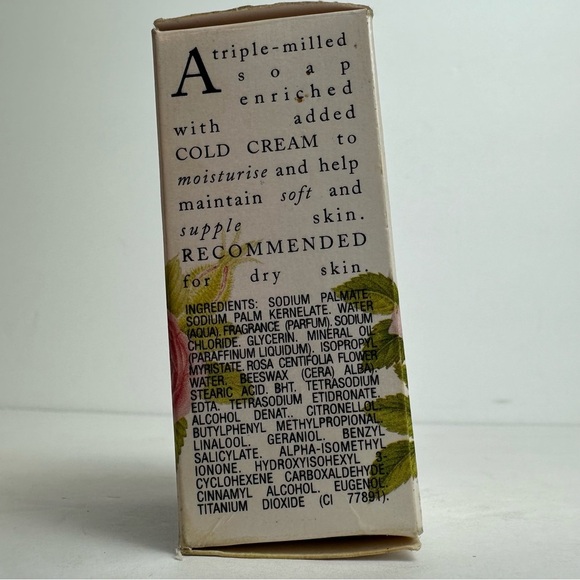 A triple-milled
soap
enriched
with added
COLD CREAM to
moisturise and help
maintain soft and
supple skin.
RECOMMENDED
for dry skin.
INGREDIENTS: SODIUM PALMATE.
SODIUM PALM KERNELATE. WATER
(AQUA). FRAGRANCE (PARFUM). SODIUM
CHLORIDE. GLYCERIN. MINERAL OIL
(PARAFFINUM LIQUIDUM). ISOPROPYL
MYRISTATE. ROSA CENTIFOLIA FLOWER
WATER. BEESWAX (CERA) ALBA).
STEARIC ACID. BHT. TETRASODIUM
EDTA. TETRASODIUM ETIDRONATE.
ALCOHOL DENAT.. CITRONELLOL.
BUTYLPHENYL METHYLPROPIONAL.
LINALOOL. GERANIOL. BENZYL
SALICYLATE. ALPHA-ISOMETHYL
IONONE. HYDROXYISOHEXYL 3-
CYCLOHEXENE CARBOXALDEHYDE.
CINNAMYL ALCOHOL. EUGENOL.
TITANIUM DIOXIDE (CI 77891).